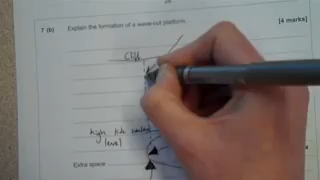 7 (b) Explain the formation of a wave-cut platform.
[4 marks]
Cliff
high tide
level
Extra space